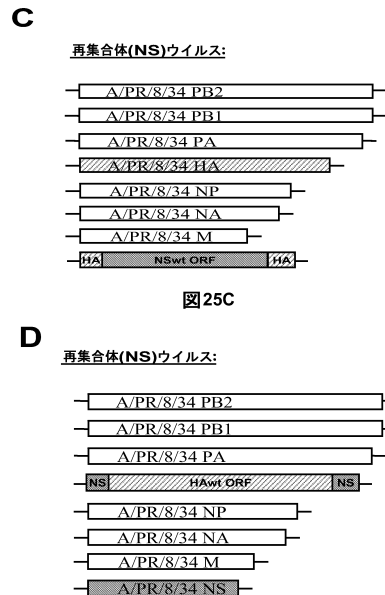 C
再集合体(NS)ウイルス:
A/PR/8/34 PB2
A/PR/8/34 PB1
A/PR/8/34 PA
A/PR/8/34 HA
A/PR/8/34 NP
A/PR/8/34 NA
A/PR/8/34 M
HA NSwt ORF HA
図25C
D
再集合体(NS)ウイルス:
A/PR/8/34 PB2
A/PR/8/34 PB1
A/PR/8/34 PA
NS HAwt ORF NS
A/PR/8/34 NP
A/PR/8/34 NA
A/PR/8/34 M
A/PR/8/34 NS